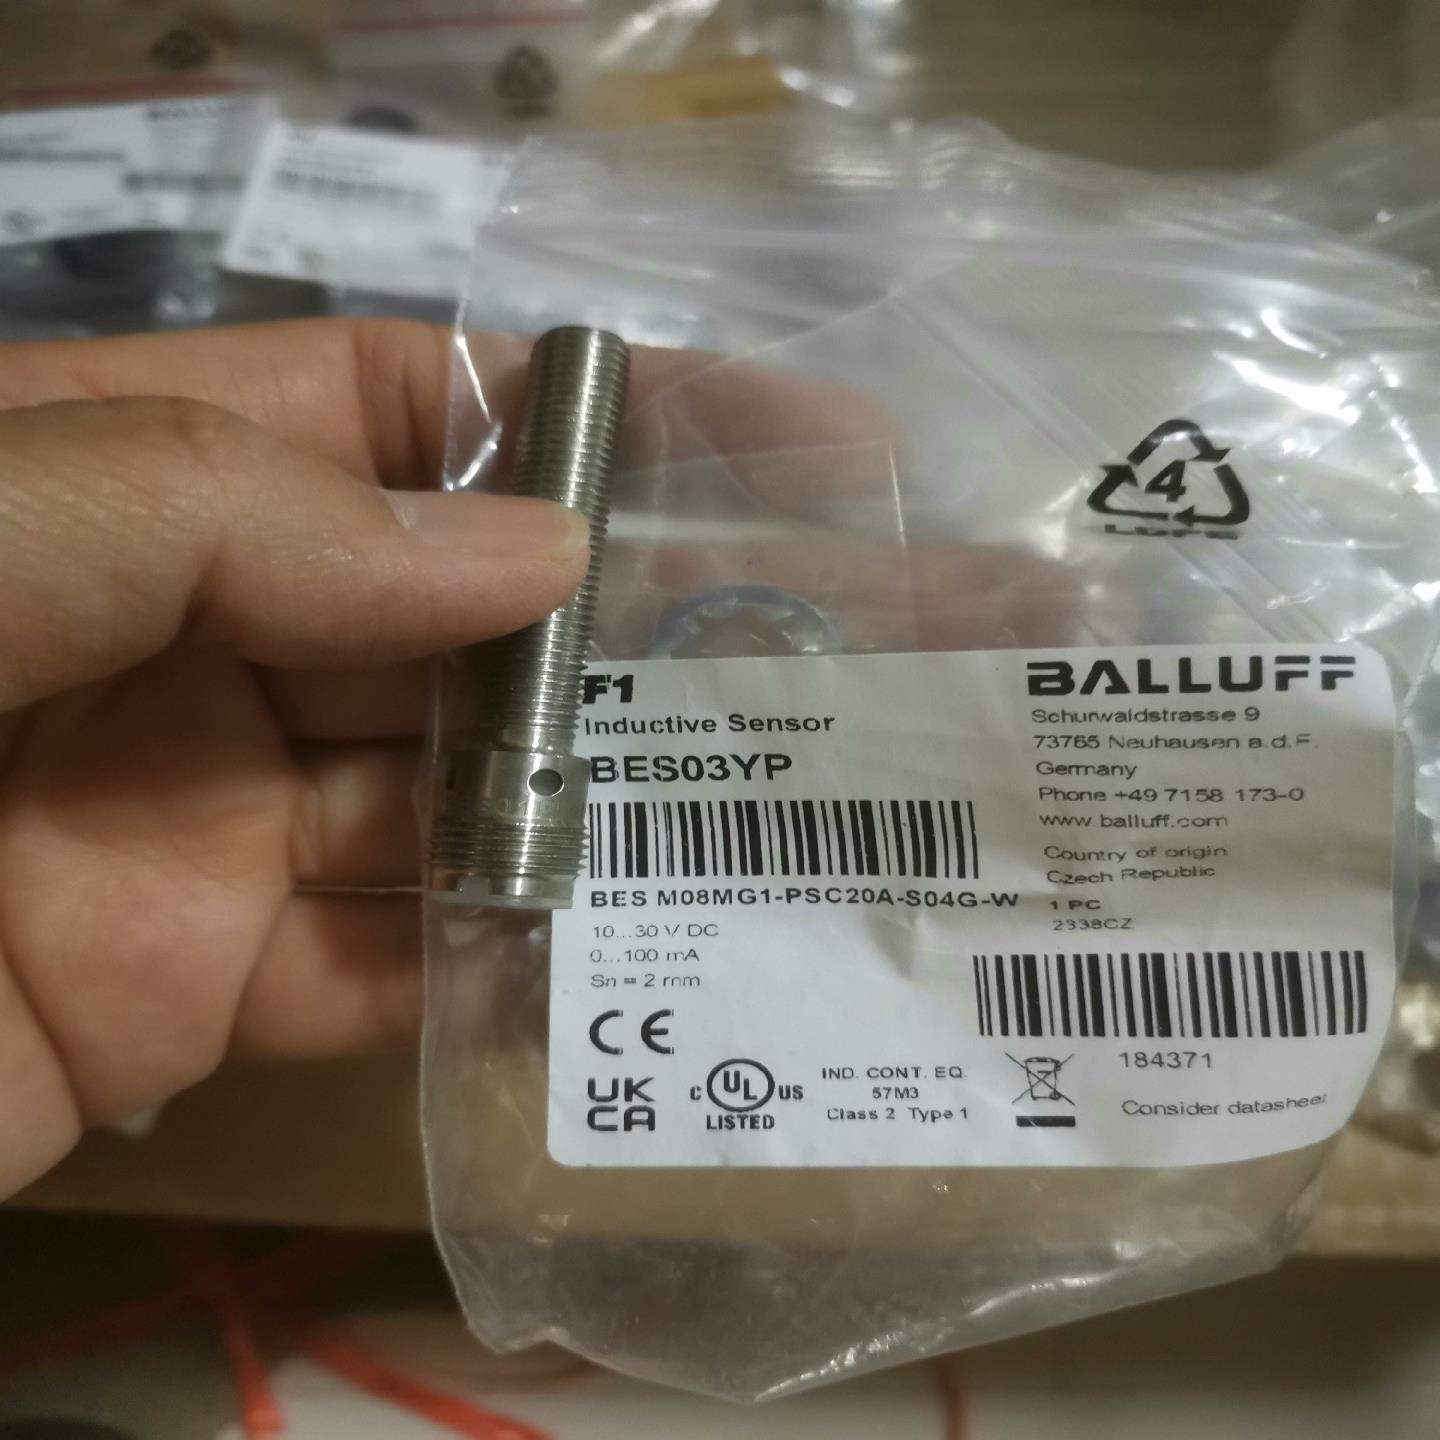 BALLUFF
4
LDPE
F1
Inductive Sensor
BES03YP
BES M08MG1-PSC20A-S04G-W
10...30 V DC
0...100 mA
Sn = 2 mm
BALLUFF
Schurwaldstrasse 9
73765 Neuhausen a.d.F.
Germany
Phone +49 7158 173-0
www.balluff.com
Country of origin
Czech Republic
1 PC
2338CZ
184371
Consider datasheet
CE
UK
CA
C UL US
LISTED
IND. CONT. EQ.
57M3
Class 2 Type 1